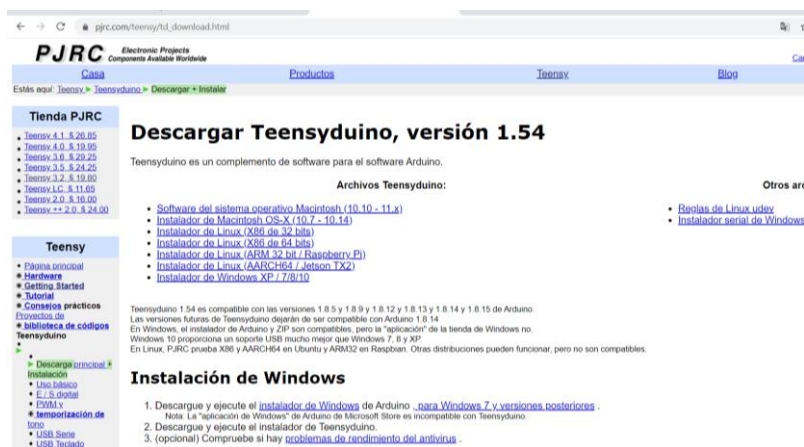 pjrc.com/teensy/td_download.html
PJRC Electronic Projects
Components Available Worldwide
Casa Productos Teensy Blog
Estás aquí: Teensy ► Teensyduino ► Descargar + Instalar
Tienda PJRC
Teensy 4.1, $ 26.85
Teensy 4.0, $ 19.95
Teensy 3.6, $ 29.25
Teensy 3.5, $ 24.25
Teensy 3.2, $ 19.80
Teensy LC, $ 11.65
Teensy 2.0, $ 16.00
Teensy ++ 2.0, $ 24.00
Teensy
Página principal
Hardware
Getting Started
Tutorial
Consejos prácticos
Proyectos de
biblioteca de códigos
Teensyduino
Descarga principal +
Instalación
Uso básico
E / S digital
PWM y
temporización de
tono
USB Serie
USB Teclado
Descargar Teensyduino, versión 1.54
Teensyduino es un complemento de software para el software Arduino.
Archivos Teensyduino:
Software del sistema operativo Macintosh (10.10 - 11.x)
Instalador de Macintosh OS-X (10.7 - 10.14)
Instalador de Linux (X86 de 32 bits)
Instalador de Linux (X86 de 64 bits)
Instalador de Linux (ARM 32 bit / Raspberry Pi)
Instalador de Linux (AARCH64 / Jetson TX2)
Instalador de Windows XP / 7/8/10
Otros
Reglas de Linux udev
Instalador serial de Windows
Teensyduino 1.54 es compatible con las versiones 1.8.5 y 1.8.9 y 1.8.12 y 1.8.13 y 1.8.14 y 1.8.15 de Arduino.
Las versiones futuras de Teensyduino dejarán de ser compatible con Arduino 1.8.14
En Windows, el instalador de Arduino y ZIP son compatibles, pero la "aplicación" de la tienda de Windows no.
Windows 10 proporciona un soporte USB mucho mejor que Windows 7, 8 y XP.
En Linux, PJRC prueba X86 y AARCH64 en Ubuntu y ARM32 en Raspbian. Otras distribuciones pueden funcionar, pero no son compatibles.
Instalación de Windows
1. Descargue y ejecute el instalador de Windows de Arduino , para Windows 7 y versiones posteriores .
Nota: La "aplicación de Windows" de Arduino de Microsoft Store es incompatible con Teensyduino.
2. Descargue y ejecute el instalador de Teensyduino.
3. (opcional) Compruebe si hay problemas de rendimiento del antivirus .